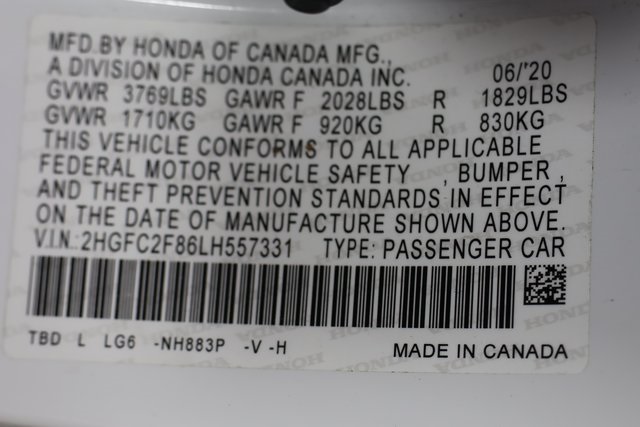 MFD.BY HONDA OF CANADA MFG.,
A DIVISION OF HONDA CANADA INC. 06/'20
GVWR 3769LBS GAWR F 2028LBS R 1829LBS
GVWR 1710KG GAWR F 920KG R 830KG
THIS VEHICLE CONFORMS TO ALL APPLICABLE
FEDERAL MOTOR VEHICLE SAFETY , BUMPER ,
AND THEFT PREVENTION STANDARDS IN EFFECT
ON THE DATE OF MANUFACTURE SHOWN ABOVE.
V.I.N.:2HGFC2F86LH557331 TYPE: PASSENGER CAR
TBD L LG6 -NH883P -V -H MADE IN CANADA